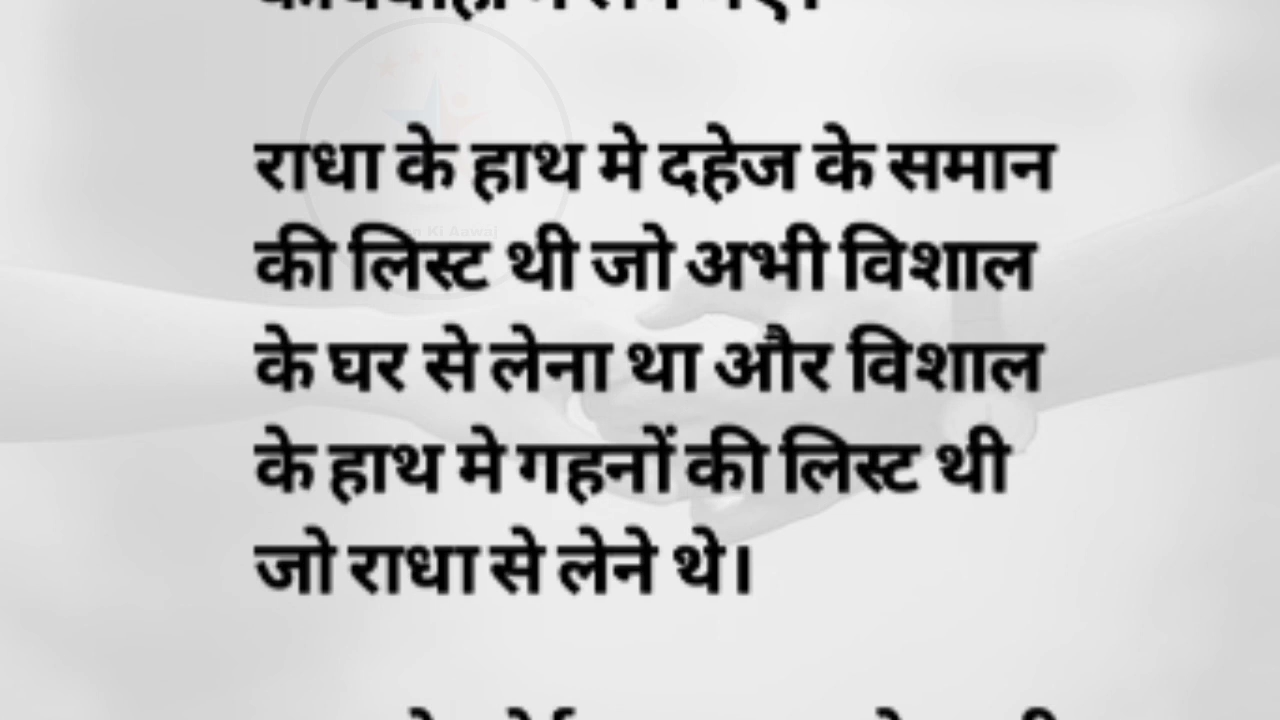 राधा के हाथ मे दहेज के समान
की लिस्ट थी जो अभी विशाल
के घर से लेना था और विशाल
के हाथ मे गहनों की लिस्ट थी
जो राधा से लेने थे।